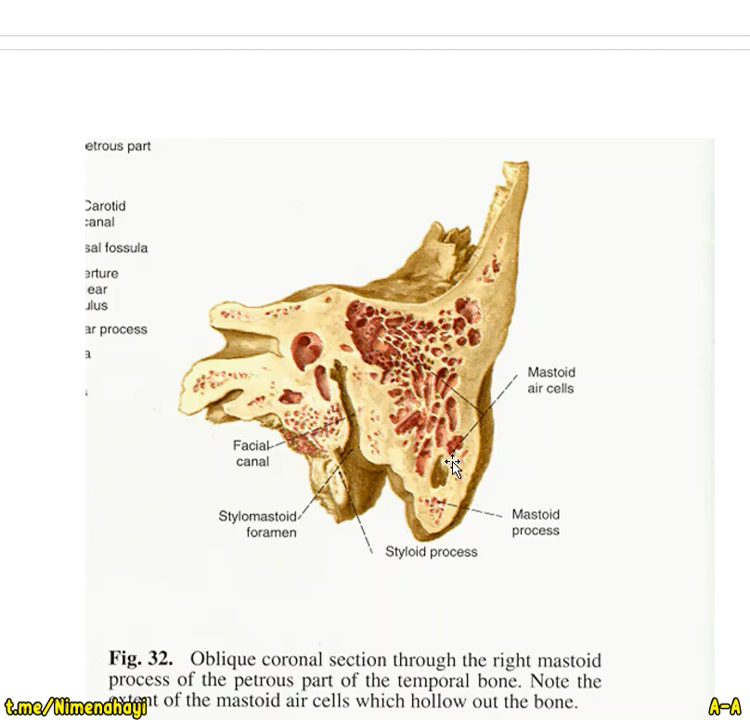 etrous part
Carotid
canal
sal fossula
erture
ear
ulus
ar process
a
Mastoid
air cells
Facial
canal
Stylomastoid
foramen
Mastoid
process
Styloid process
Fig. 32. Oblique coronal section through the right mastoid
process of the petrous part of the temporal bone. Note the
extent of the mastoid air cells which hollow out the bone.
t.me/Nimenahayi
A-A